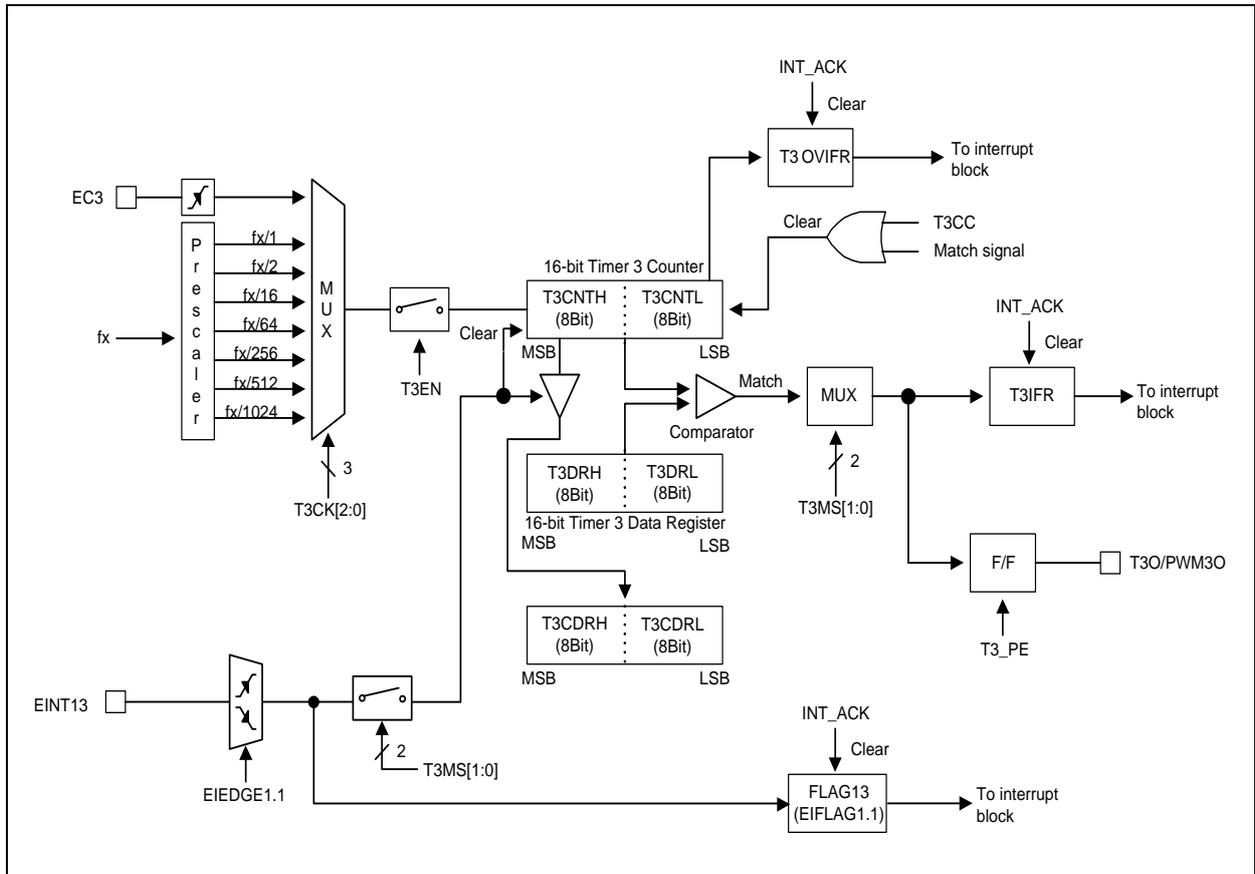 INT_ACK
Clear
T3 OVIFR
To interrupt
block
EC3
Prescaler
fx/1
fx/2
fx/16
fx/64
fx/256
fx/512
fx/1024
fx
MUX
3
T3CK[2:0]
T3EN
Clear
T3CC
Match signal
16-bit Timer 3 Counter
T3CNTH
(8Bit)
T3CNTL
(8Bit)
Clear
MSB
LSB
Match
Comparator
MUX
2
T3MS[1:0]
INT_ACK
Clear
T3IFR
To interrupt
block
T3DRH
(8Bit)
T3DRL
(8Bit)
16-bit Timer 3 Data Register
MSB
LSB
F/F
T3O/PWM3O
T3_PE
T3CDRH
(8Bit)
T3CDRL
(8Bit)
MSB
LSB
EINT13
EIEDGE1.1
2
T3MS[1:0]
INT_ACK
Clear
FLAG13
(EIFLAG1.1)
To interrupt
block